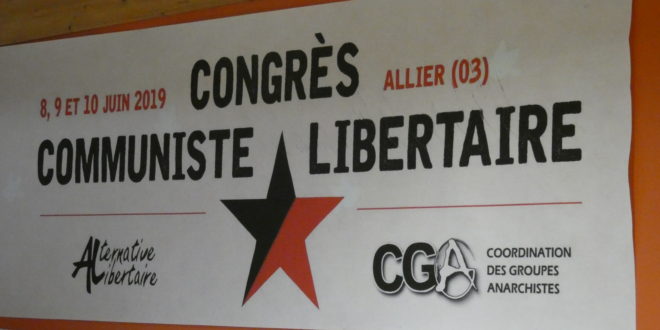 CONGRÈS
8, 9 ET 10 JUIN 2019
ALLIER (03)
COMMUNISTE LIBERTAIRE
Alternative
Libertaire
CGA
COORDINATION
DES GROUPES
ANARCHISTES